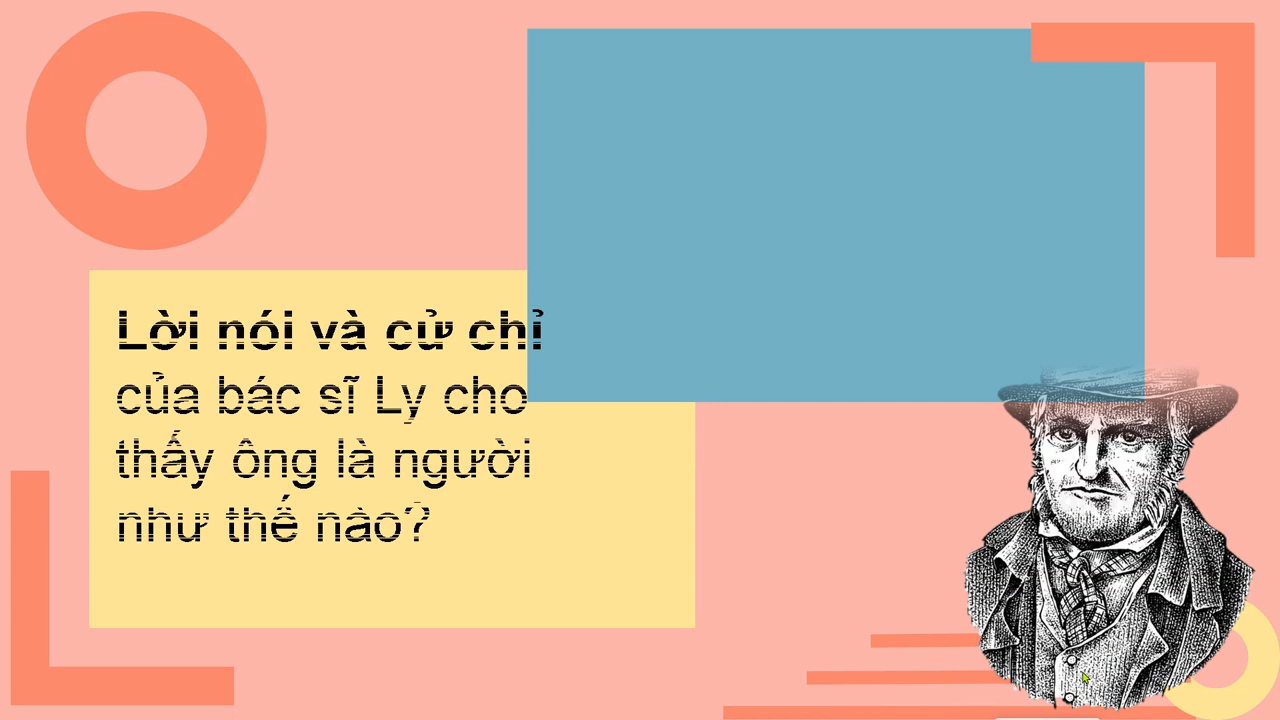 Lời nói và cử chỉ
của bác sĩ Ly cho
thấy ông là người
như thế nào?